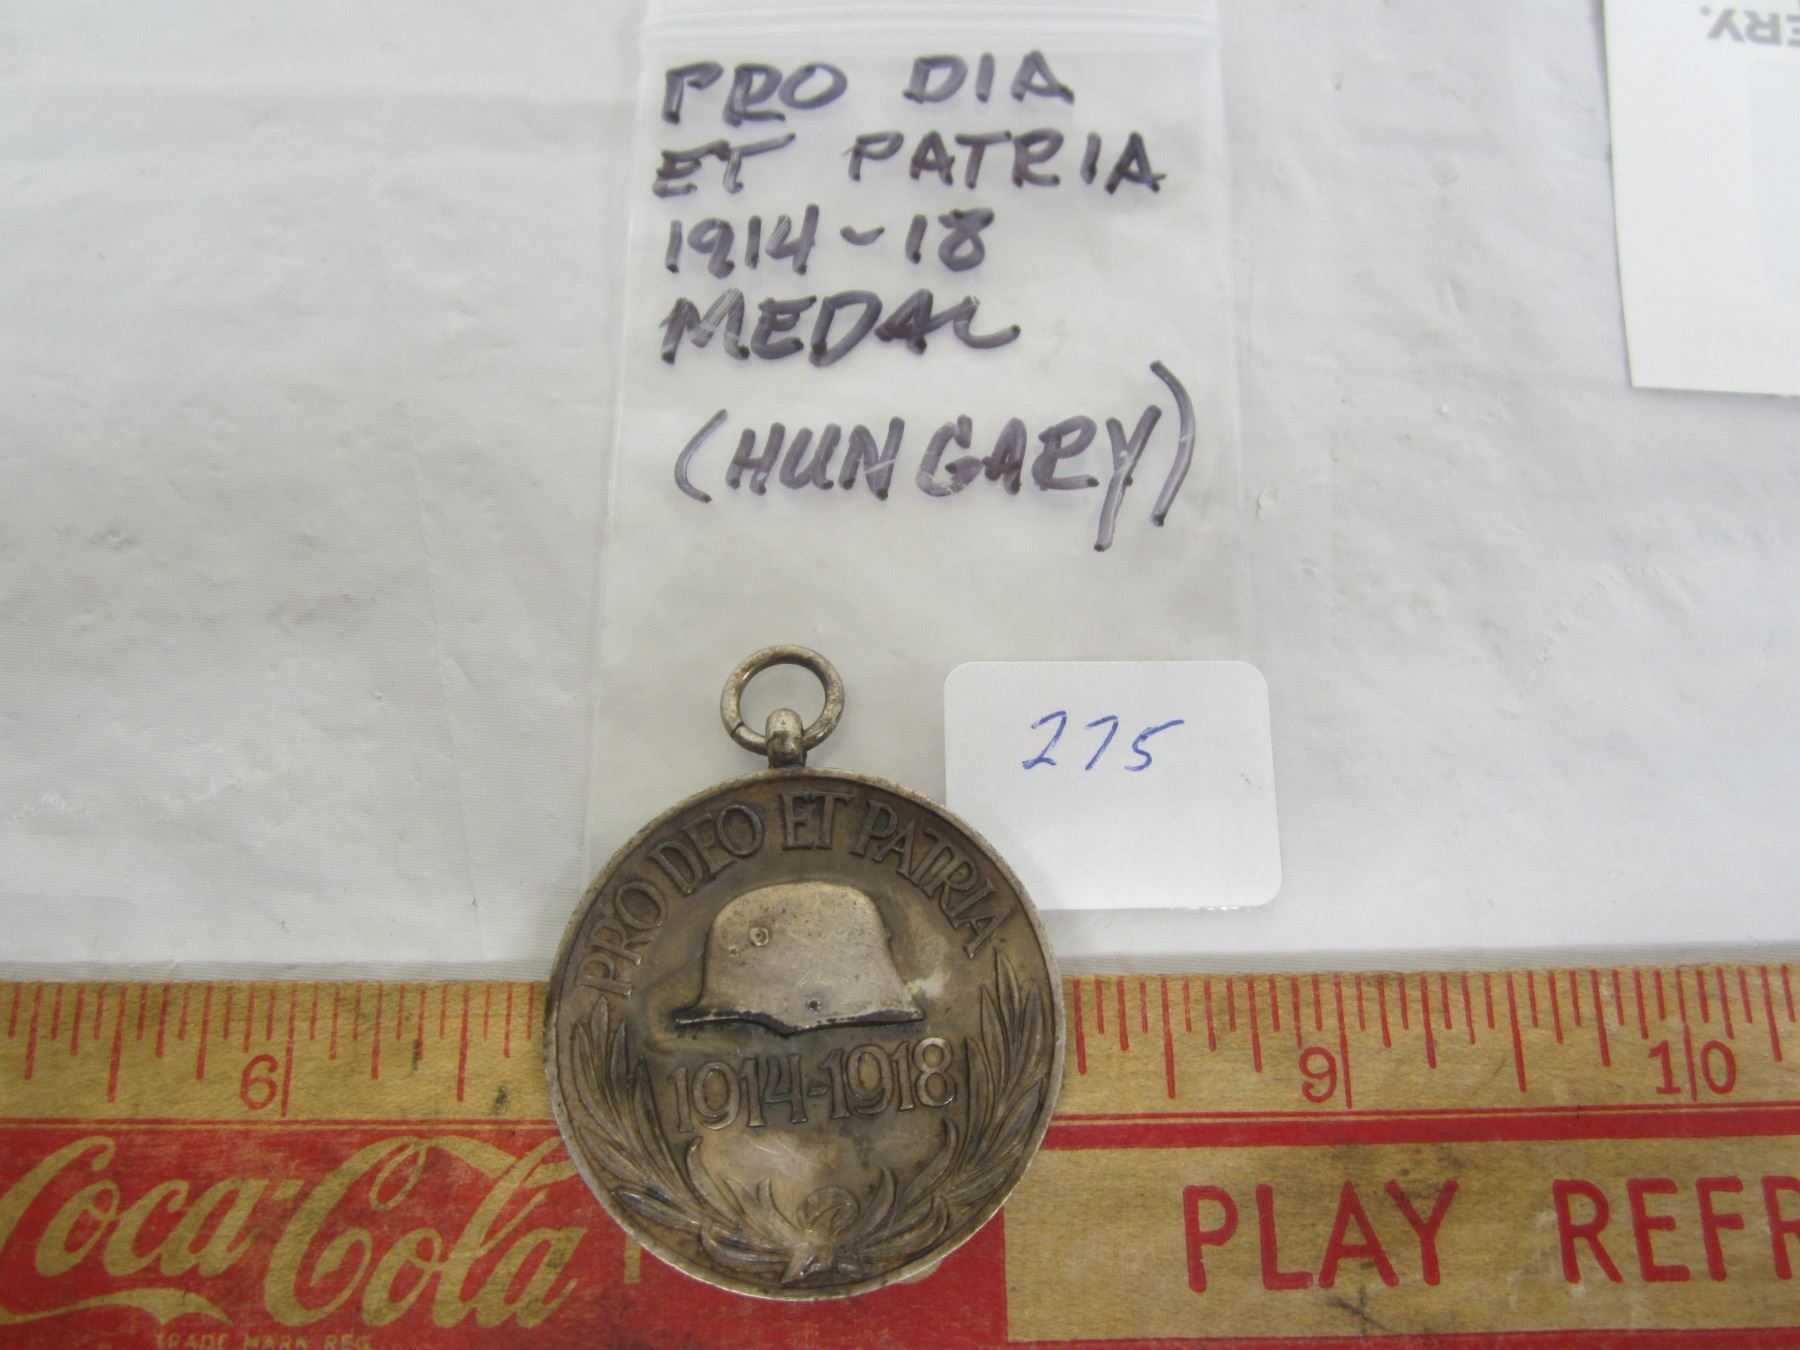 ERY.
PRO DIA
ET PATRIA
1914-18
MEDAL
(HUNGARY)
275
PRO DEO ET PATRIA
1914-1918
6 9 10
Coca-Cola
TRADE MARK REG
PLAY REFR